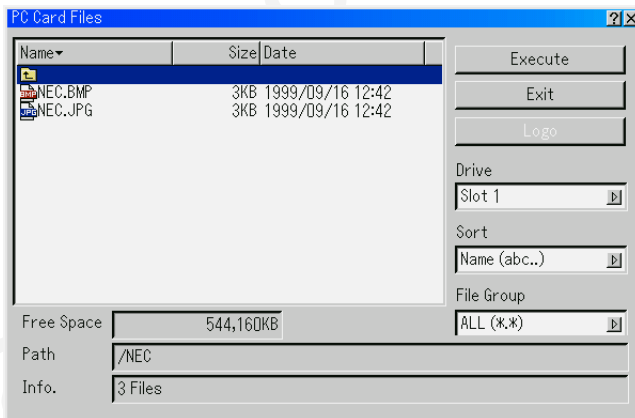 PC Card Files
Name Size Date
NEC.BMP 3KB 1999/09/16 12:42
NEC.JPG 3KB 1999/09/16 12:42
Execute
Exit
Logo
Drive
Slot 1
Sort
Name (abc..)
File Group
ALL (*.*)
Free Space 544,160KB
Path /NEC
Info. 3 Files